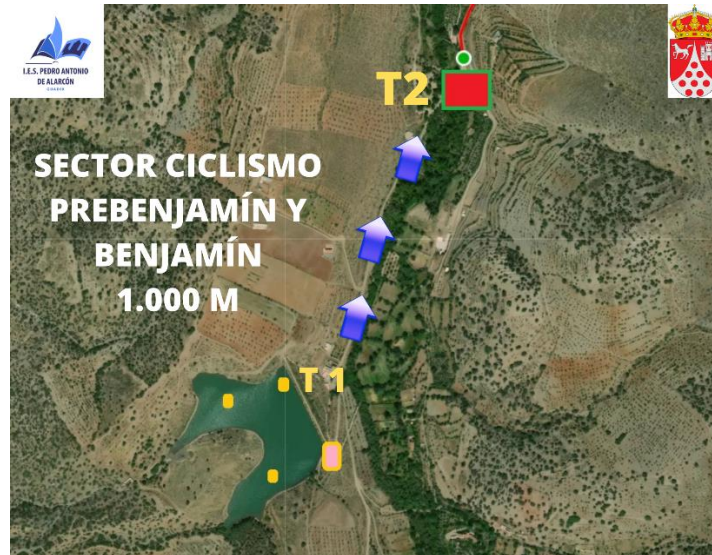 I.E.S. PEDRO ANTONIO
DE ALARCÓN
T2
SECTOR CICLISMO
PREBENJAMÍN Y
BENJAMÍN
1.000 M
T 1